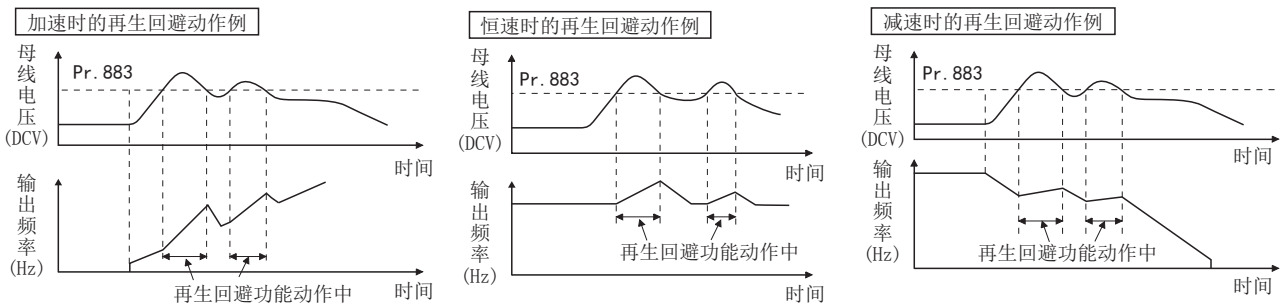 加速时的再生回避动作例
母线电压(DCV)
Pr.883
时间
输出频率(Hz)
再生回避功能动作中
时间
恒速时的再生回避动作例
母线电压(DCV)
Pr.883
时间
输出频率(Hz)
再生回避功能动作中
时间
减速时的再生回避动作例
母线电压(DCV)
Pr.883
时间
输出频率(Hz)
再生回避功能动作中
时间